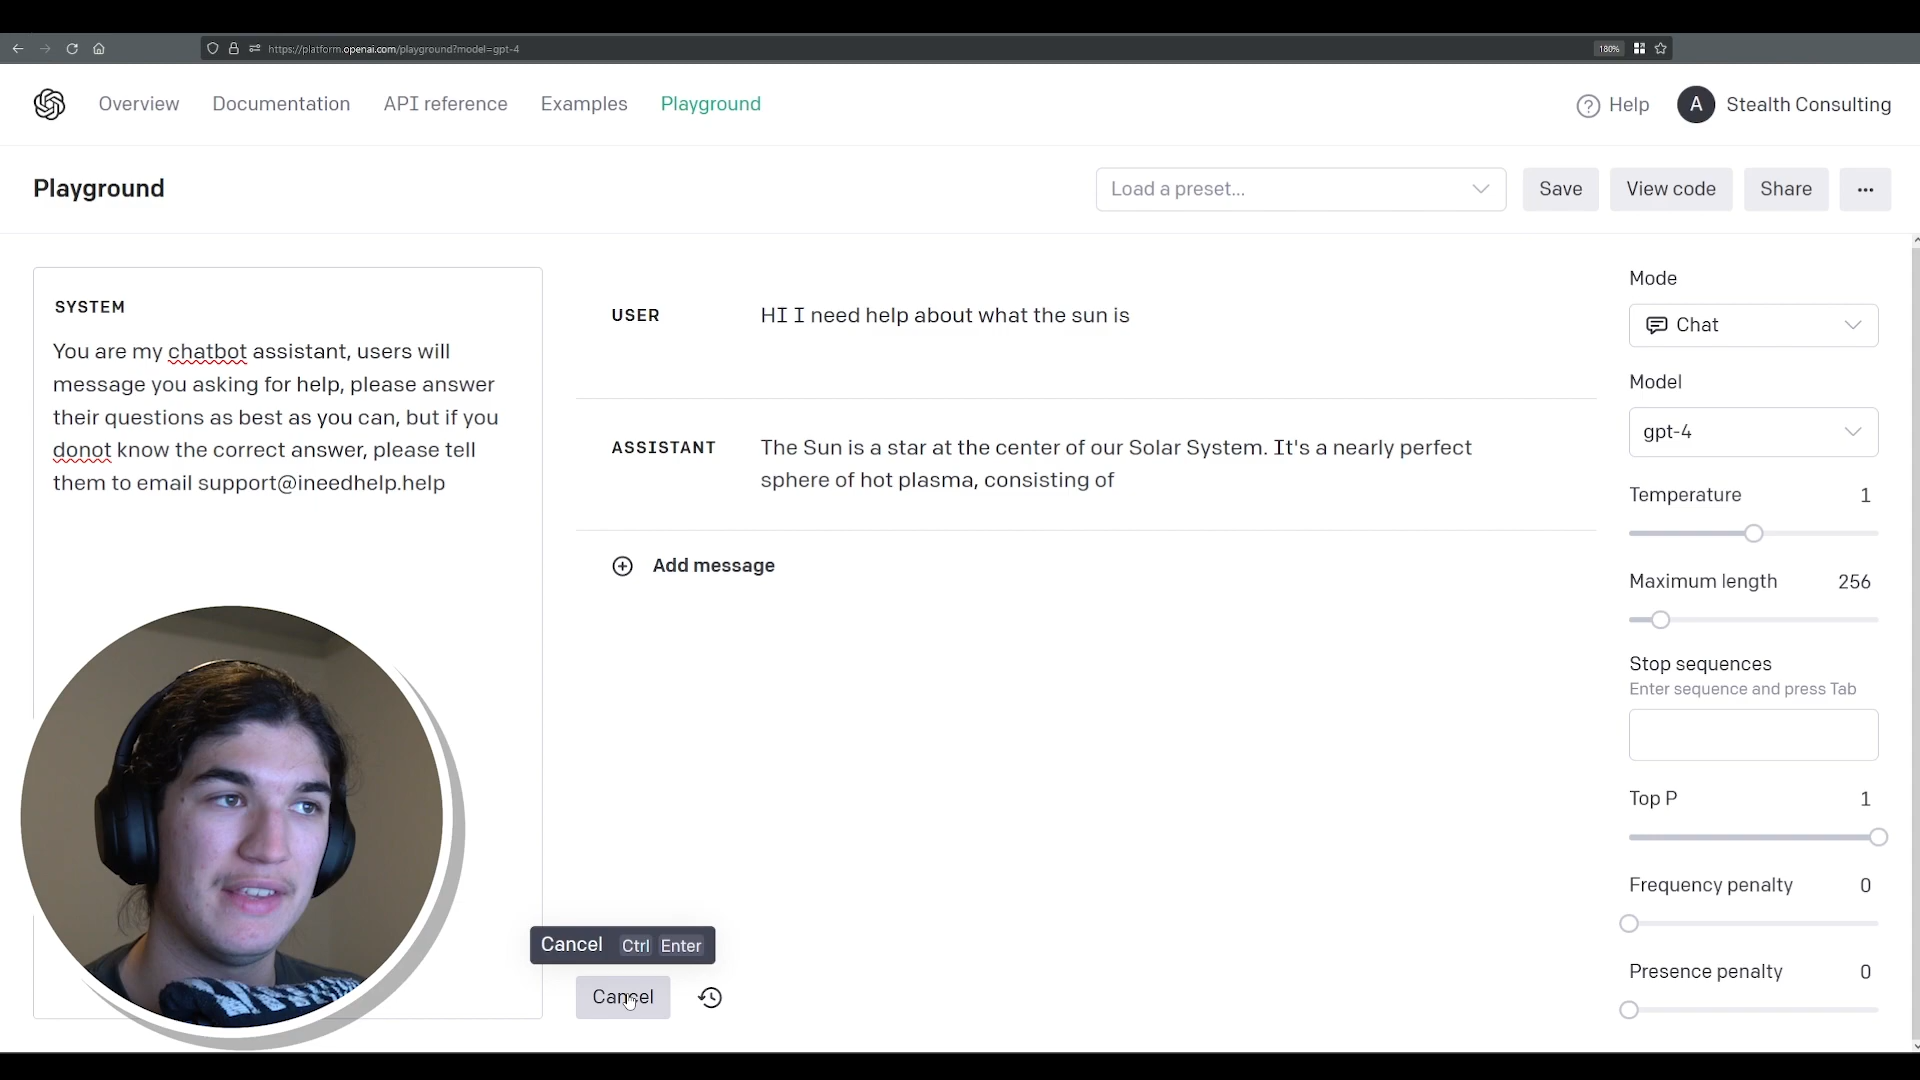 https://platform.openai.com/playground?model=gpt-4
180%
Overview Documentation API reference Examples Playground
Help A Stealth Consulting
Playground
Load a preset... Save View code Share ...
SYSTEM
You are my chatbot assistant, users will
message you asking for help, please answer
their questions as best as you can, but if you
donot know the correct answer, please tell
them to email support@ineedhelp.help
USER HI I need help about what the sun is
ASSISTANT The Sun is a star at the center of our Solar System. It's a nearly perfect
sphere of hot plasma, consisting of
Add message
Cancel Ctrl Enter
Cancel
Mode
Chat
Model
gpt-4
Temperature 1
Maximum length 256
Stop sequences
Enter sequence and press Tab
Top P 1
Frequency penalty 0
Presence penalty 0